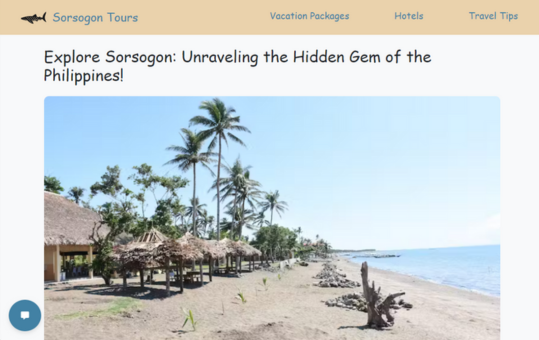 Sorsogon Tours
Vacation Packages
Hotels
Travel Tips
Explore Sorsogon: Unraveling the Hidden Gem of the
Philippines!